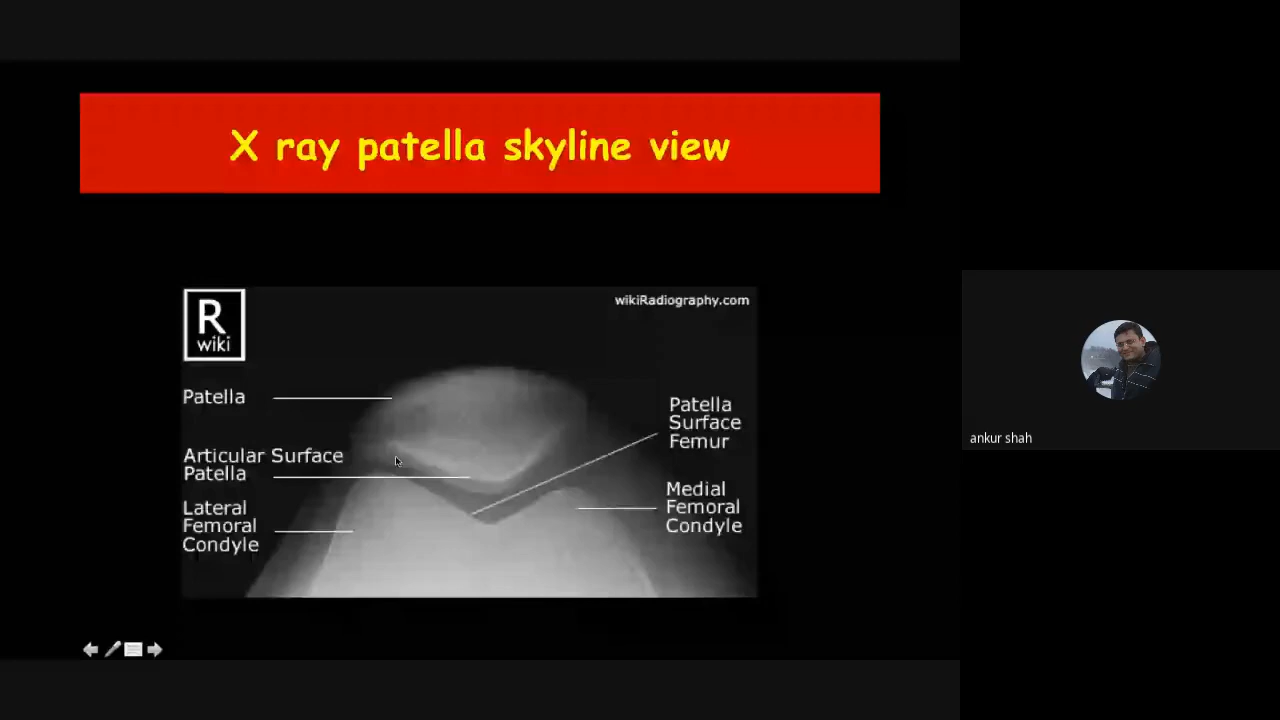 X ray patella skyline view
R
wiki
wikiRadiography.com
Patella
Articular Surface
Patella
Lateral
Femoral
Condyle
Patella
Surface
Femur
Medial
Femoral
Condyle
ankur shah